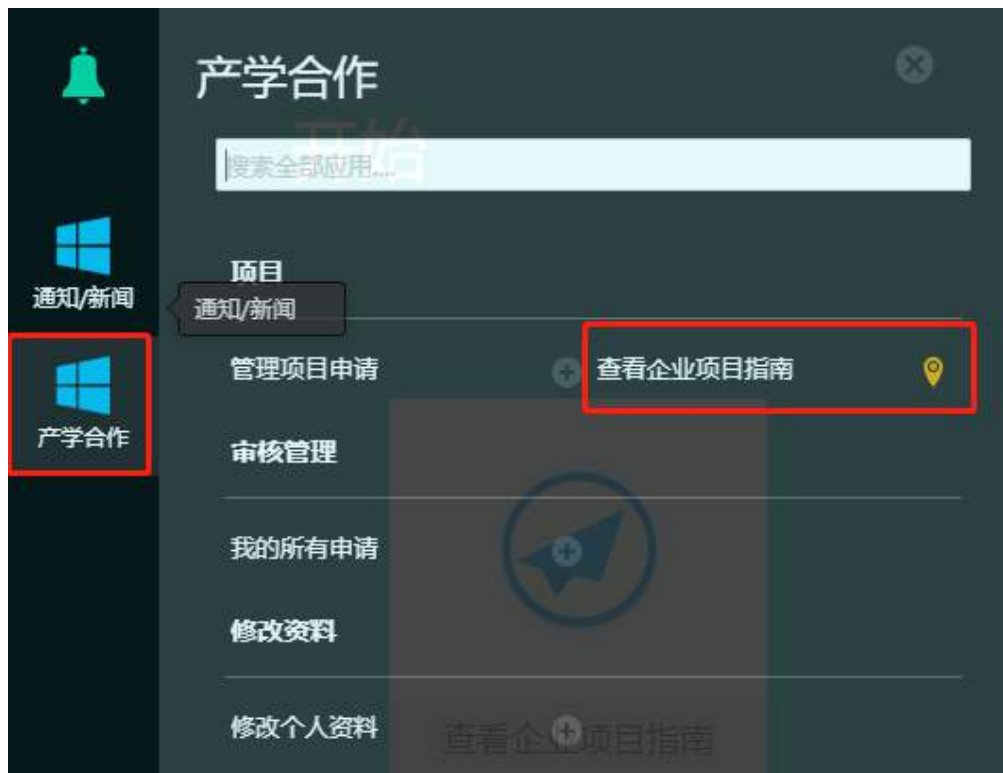 产学合作
开始
搜索全部应用...
通知/新闻
项目
通知/新闻
管理项目申请
查看企业项目指南
产学合作
审核管理
我的所有申请
修改资料
修改个人资料
查看企业项目指南